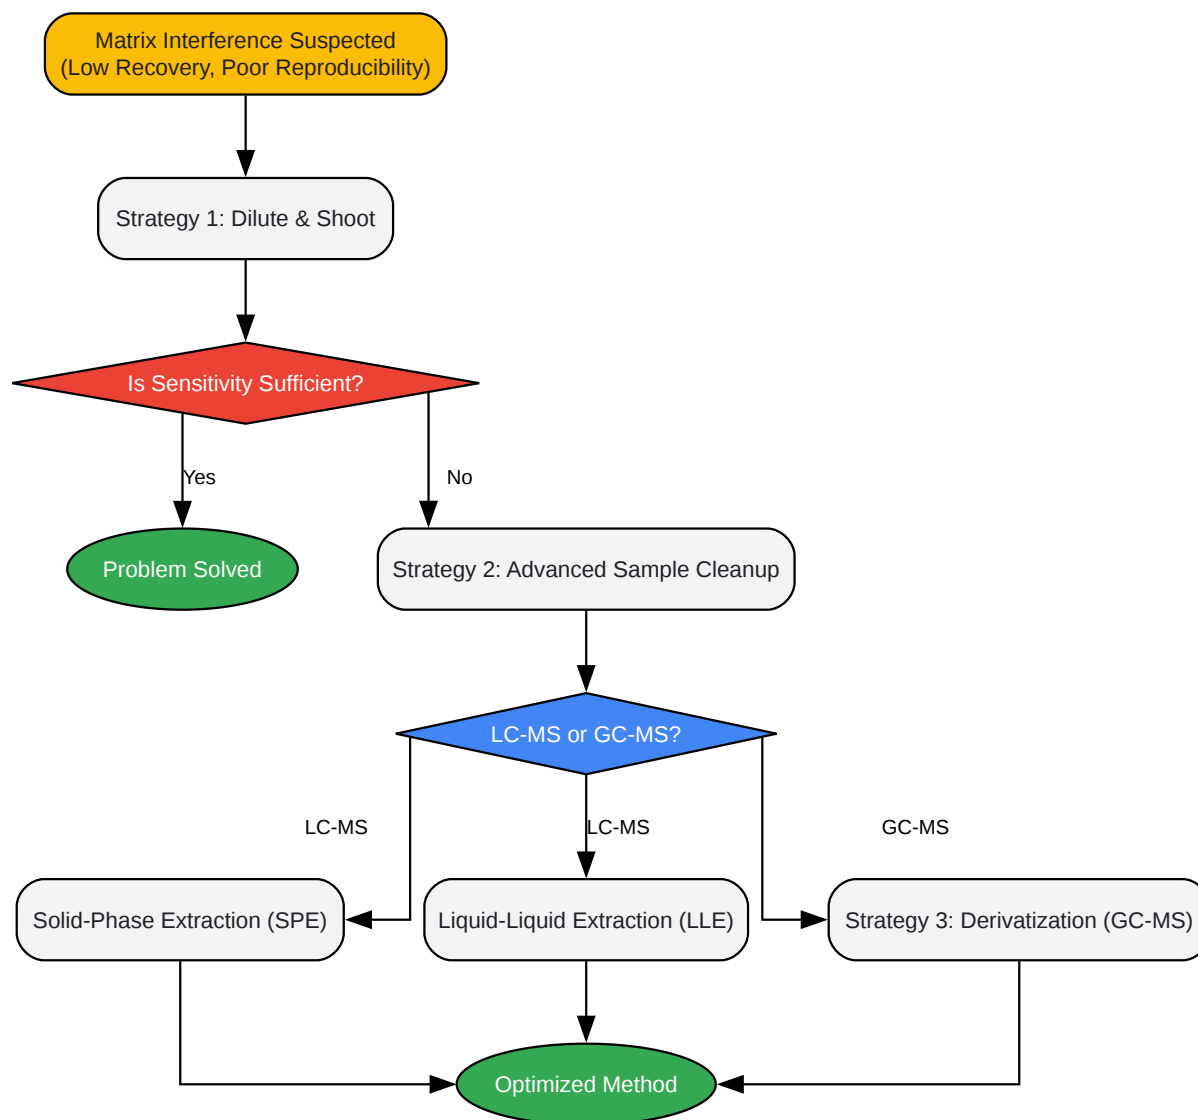 Matrix Interference Suspected
(Low Recovery, Poor Reproducibility)
Strategy 1: Dilute & Shoot
Is Sensitivity Sufficient?
Yes
No
Problem Solved
Strategy 2: Advanced Sample Cleanup
LC-MS or GC-MS?
LC-MS
LC-MS
GC-MS
Solid-Phase Extraction (SPE)
Liquid-Liquid Extraction (LLE)
Strategy 3: Derivatization (GC-MS)
Optimized Method